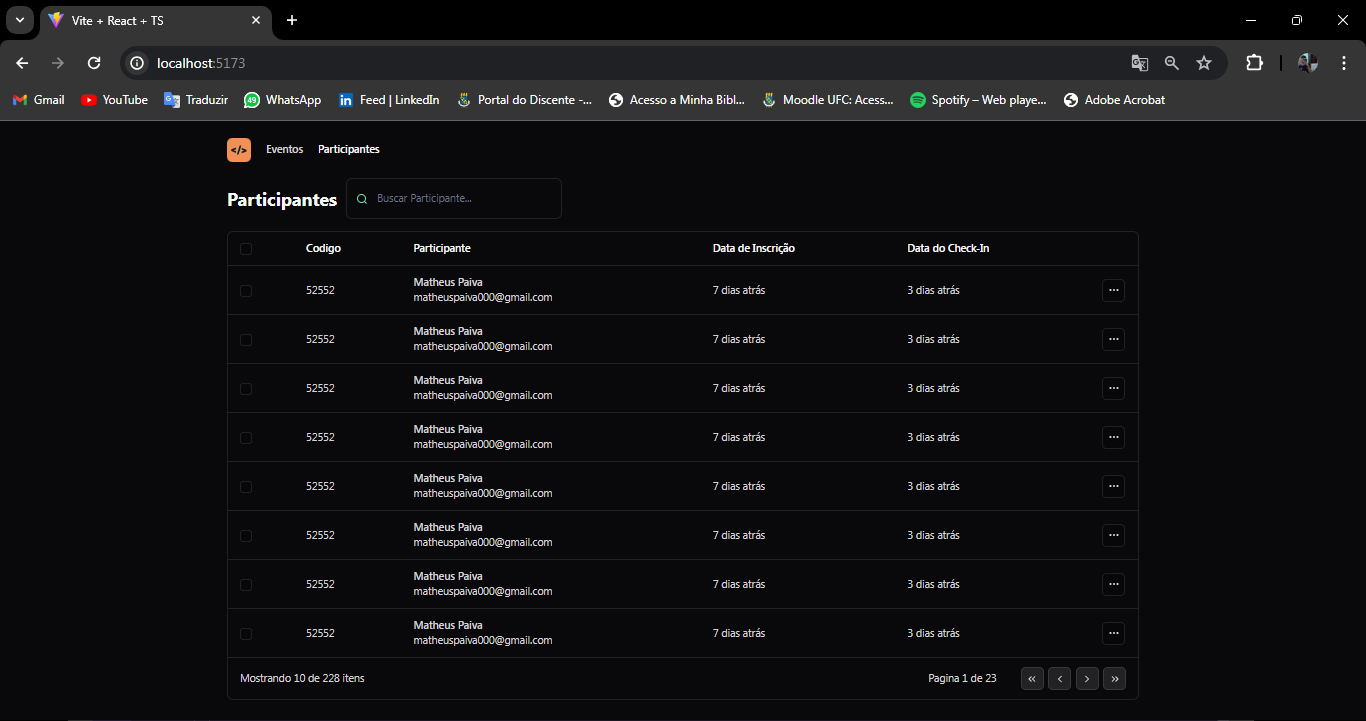 Vite + React + TS
localhost:5173
Gmail YouTube Traduzir WhatsApp Feed | LinkedIn Portal do Discente -... Acesso a Minha Bibl... Moodle UFC: Acess... Spotify – Web playe... Adobe Acrobat
</> Eventos Participantes
Participantes Buscar Participante...
Codigo Participante Data de Inscrição Data do Check-In
Matheus Paiva
52552 matheuspaiva000@gmail.com 7 dias atrás 3 dias atrás ...
Matheus Paiva
52552 matheuspaiva000@gmail.com 7 dias atrás 3 dias atrás ...
Matheus Paiva
52552 matheuspaiva000@gmail.com 7 dias atrás 3 dias atrás ...
Matheus Paiva
52552 matheuspaiva000@gmail.com 7 dias atrás 3 dias atrás ...
Matheus Paiva
52552 matheuspaiva000@gmail.com 7 dias atrás 3 dias atrás ...
Matheus Paiva
52552 matheuspaiva000@gmail.com 7 dias atrás 3 dias atrás ...
Matheus Paiva
52552 matheuspaiva000@gmail.com 7 dias atrás 3 dias atrás ...
Matheus Paiva
52552 matheuspaiva000@gmail.com 7 dias atrás 3 dias atrás ...
Mostrando 10 de 228 itens Pagina 1 de 23 « ‹ › »